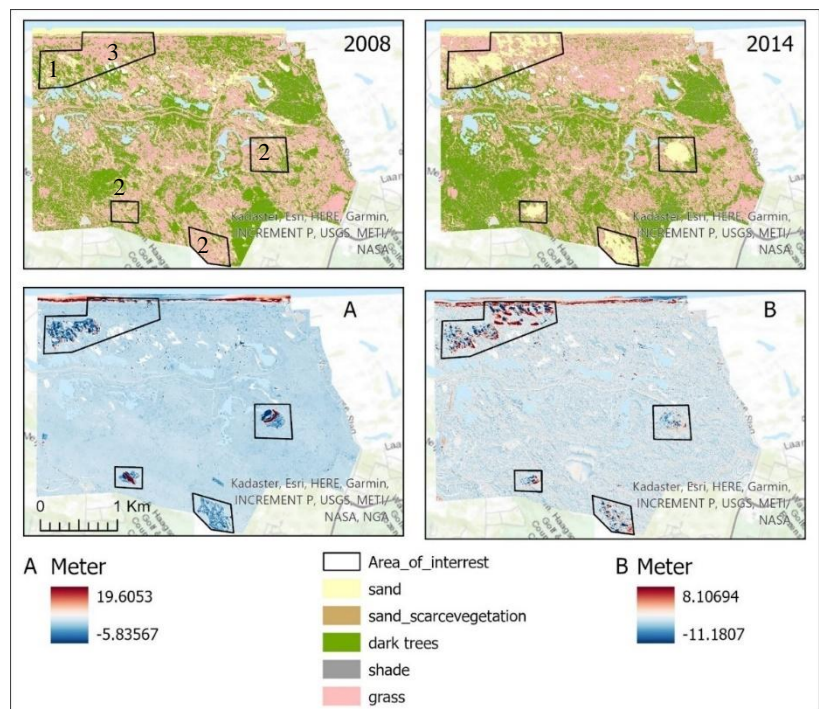 2008
1
3
2
2
2
Kadaster, Esri, HERE, Garmin,
INCREMENT P, USGS, METI/
NASA
2014
Kadaster, Esri, HERE, Garmin,
INCREMENT P, USGS, METI/
NASA
A
Kadaster, Esri, HERE, Garmin,
INCREMENT P, USGS, METI/
NASA, NGA
0 1 Km
B
Kadaster, Esri, HERE, Garmin,
INCREMENT P, USGS, METI/
NASA
A Meter
19.6053
-5.83567
Area_of_interrest
sand
sand_scarcevegetation
dark trees
shade
grass
B Meter
8.10694
-11.1807